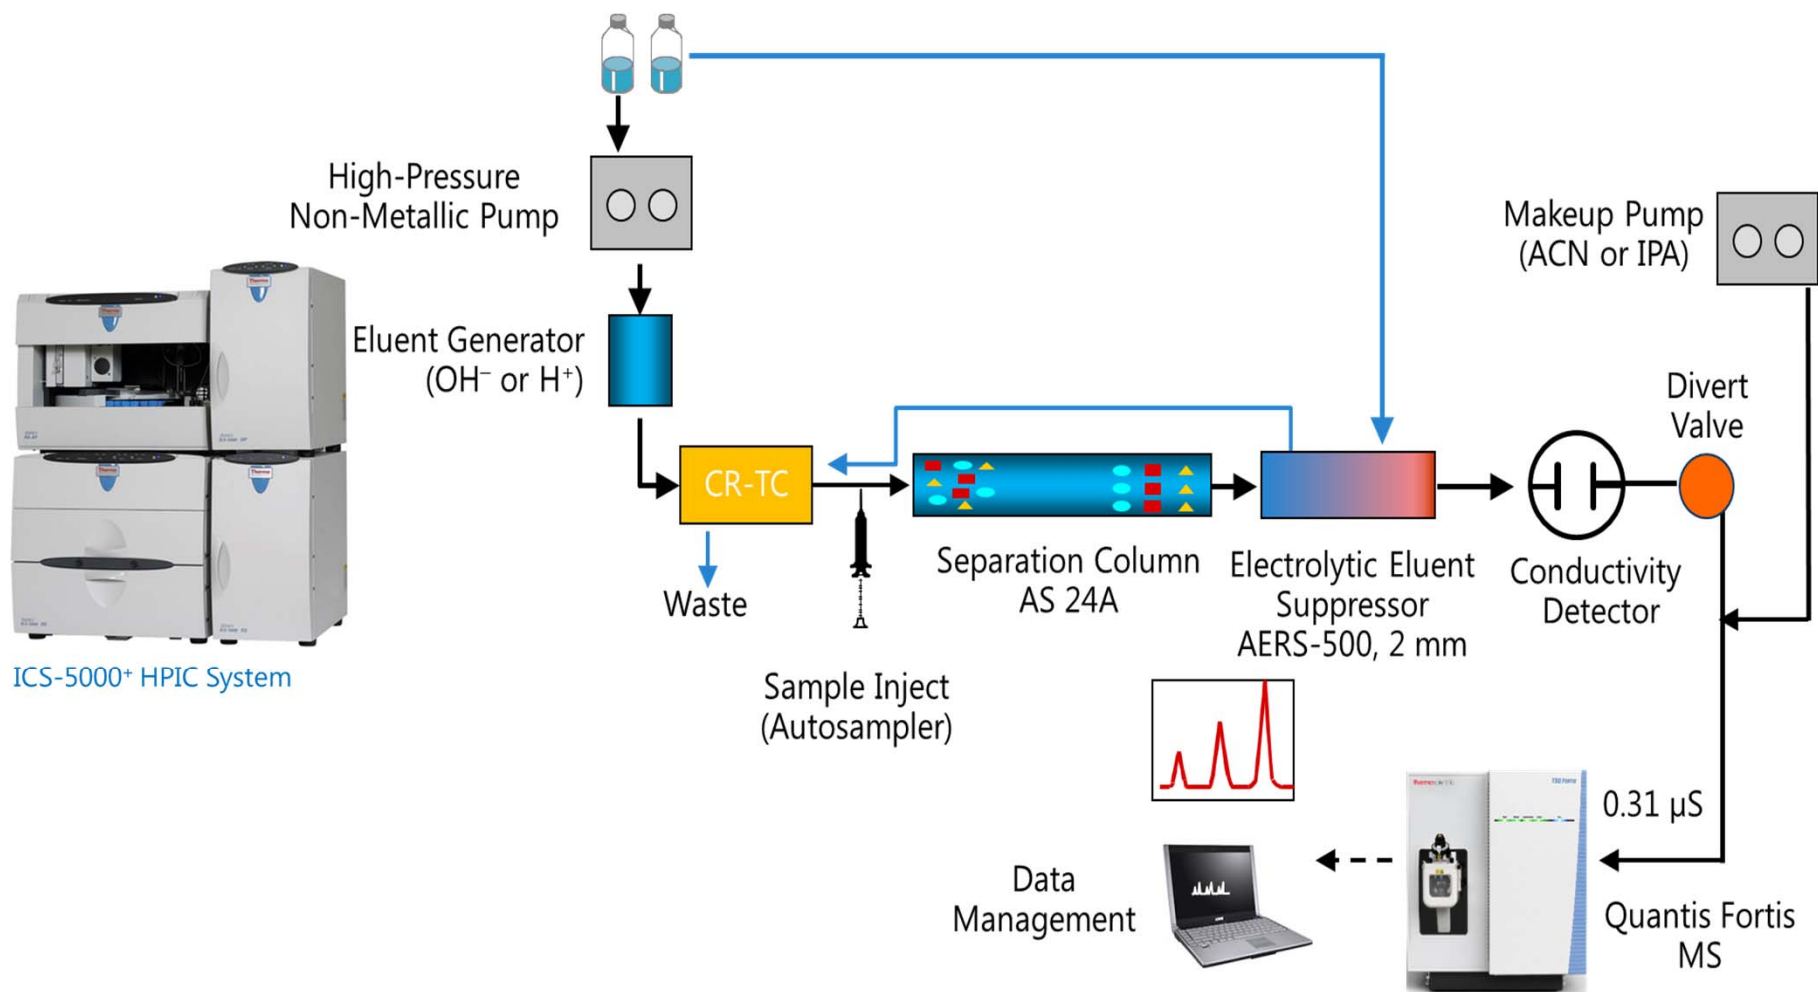 High-Pressure
Non-Metallic Pump
Makeup Pump
(ACN or IPA)
Eluent Generator
(OH⁻ or H⁺)
Divert
Valve
CR-TC
Waste
Separation Column
AS 24A
Electrolytic Eluent
Suppressor
AERS-500, 2 mm
Conductivity
Detector
ICS-5000⁺ HPIC System
Sample Inject
(Autosampler)
0.31 µS
Data
Management
Quantis Fortis
MS